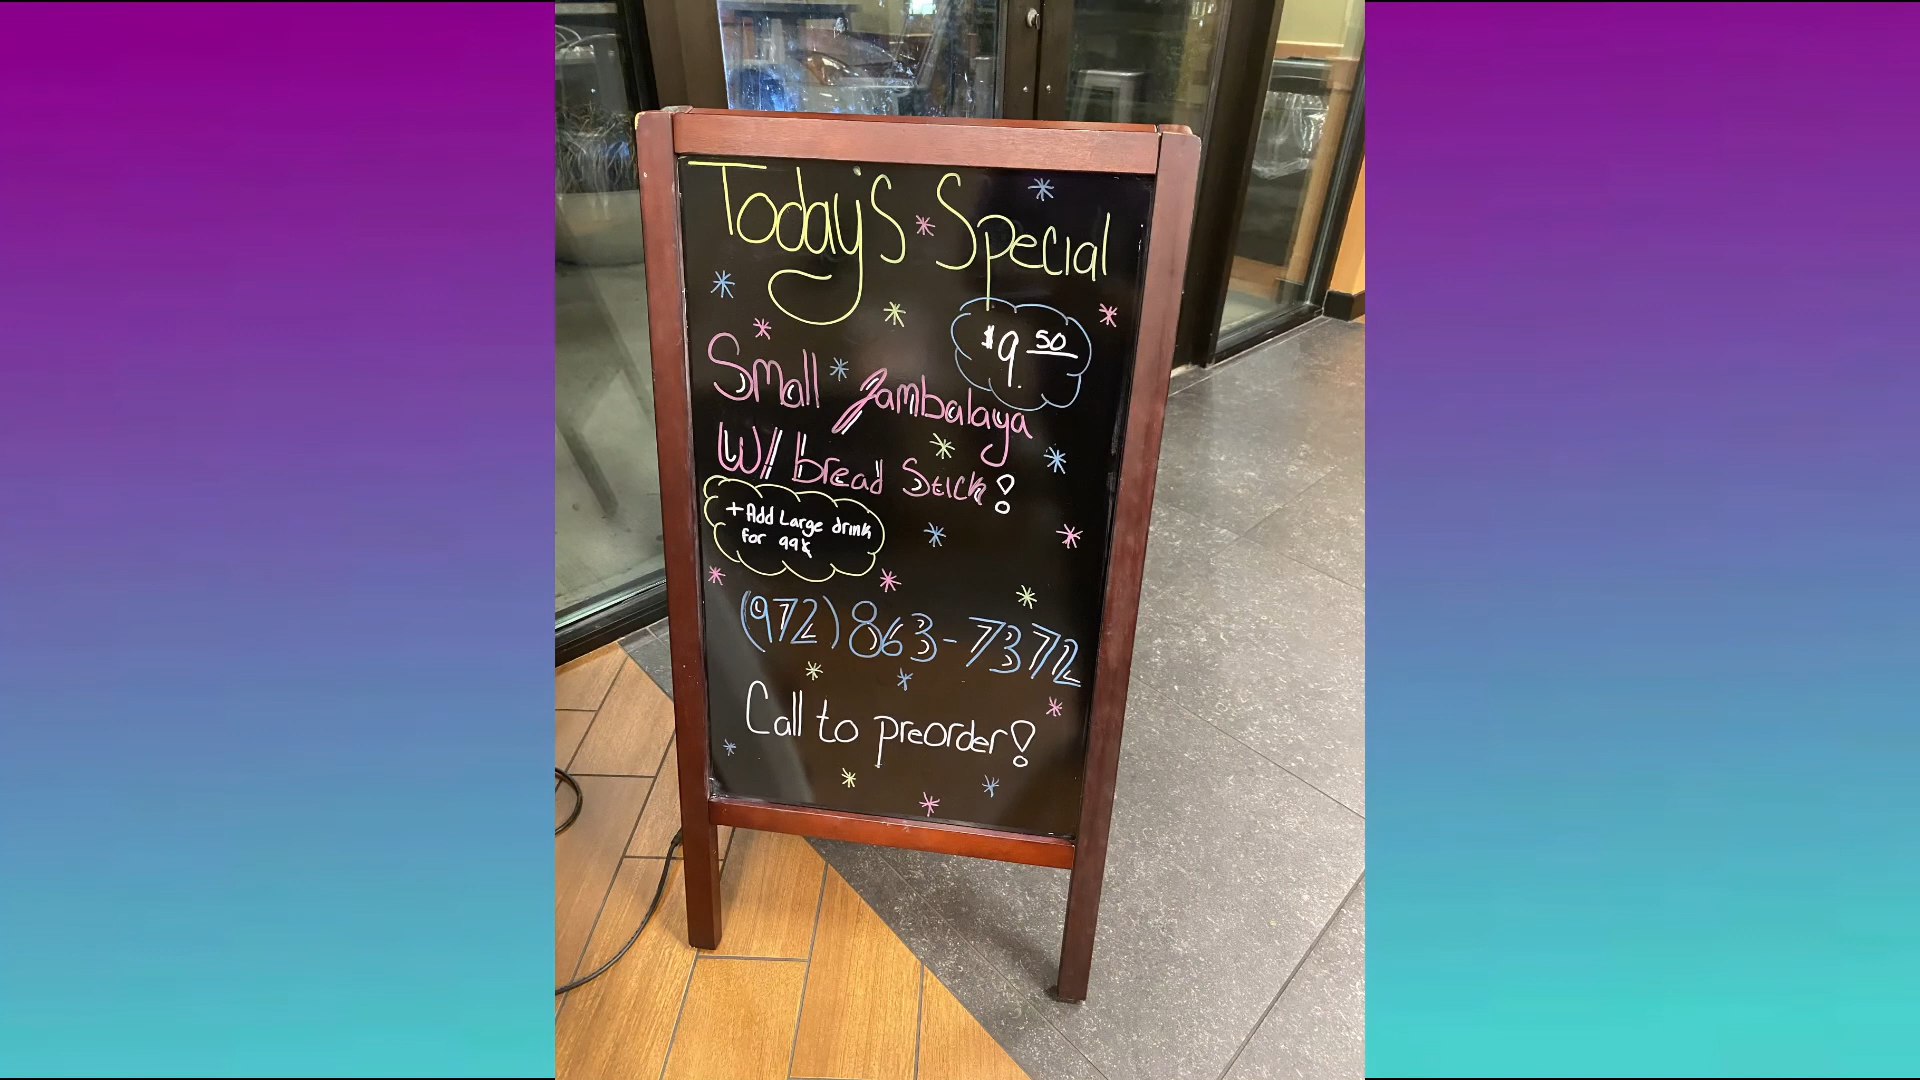 Today's Special
$9.50
Small Jambalaya
W/ bread Stick!
+Add Large drink
for 99¢
(972)863-7372
Call to preorder!